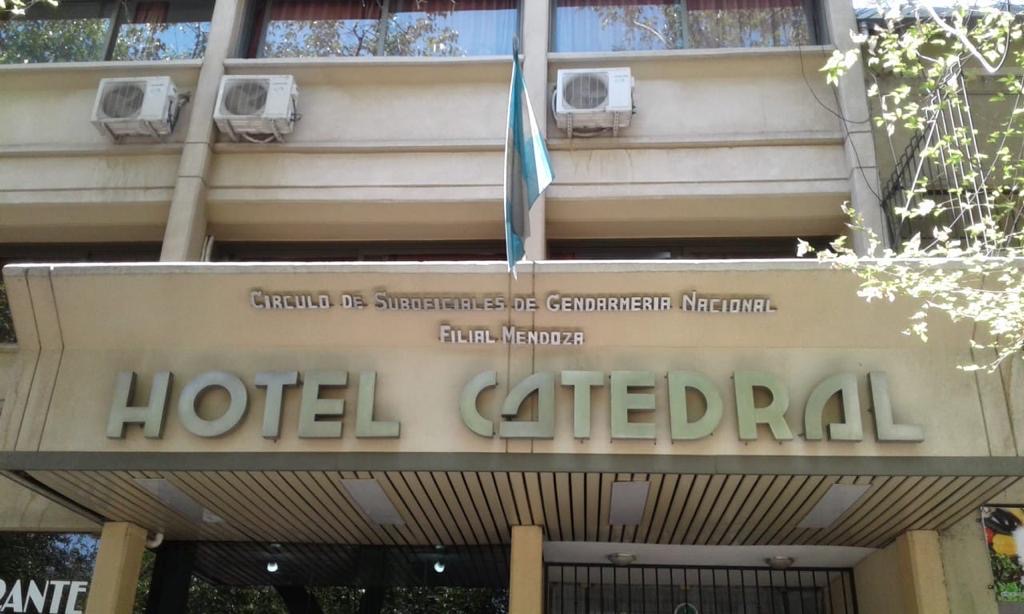 CIRCULO DE SUBOFICIALES DE GENDARMERIA NACIONAL
FILIAL MENDOZA
HOTEL CATEDRAL
RANTE